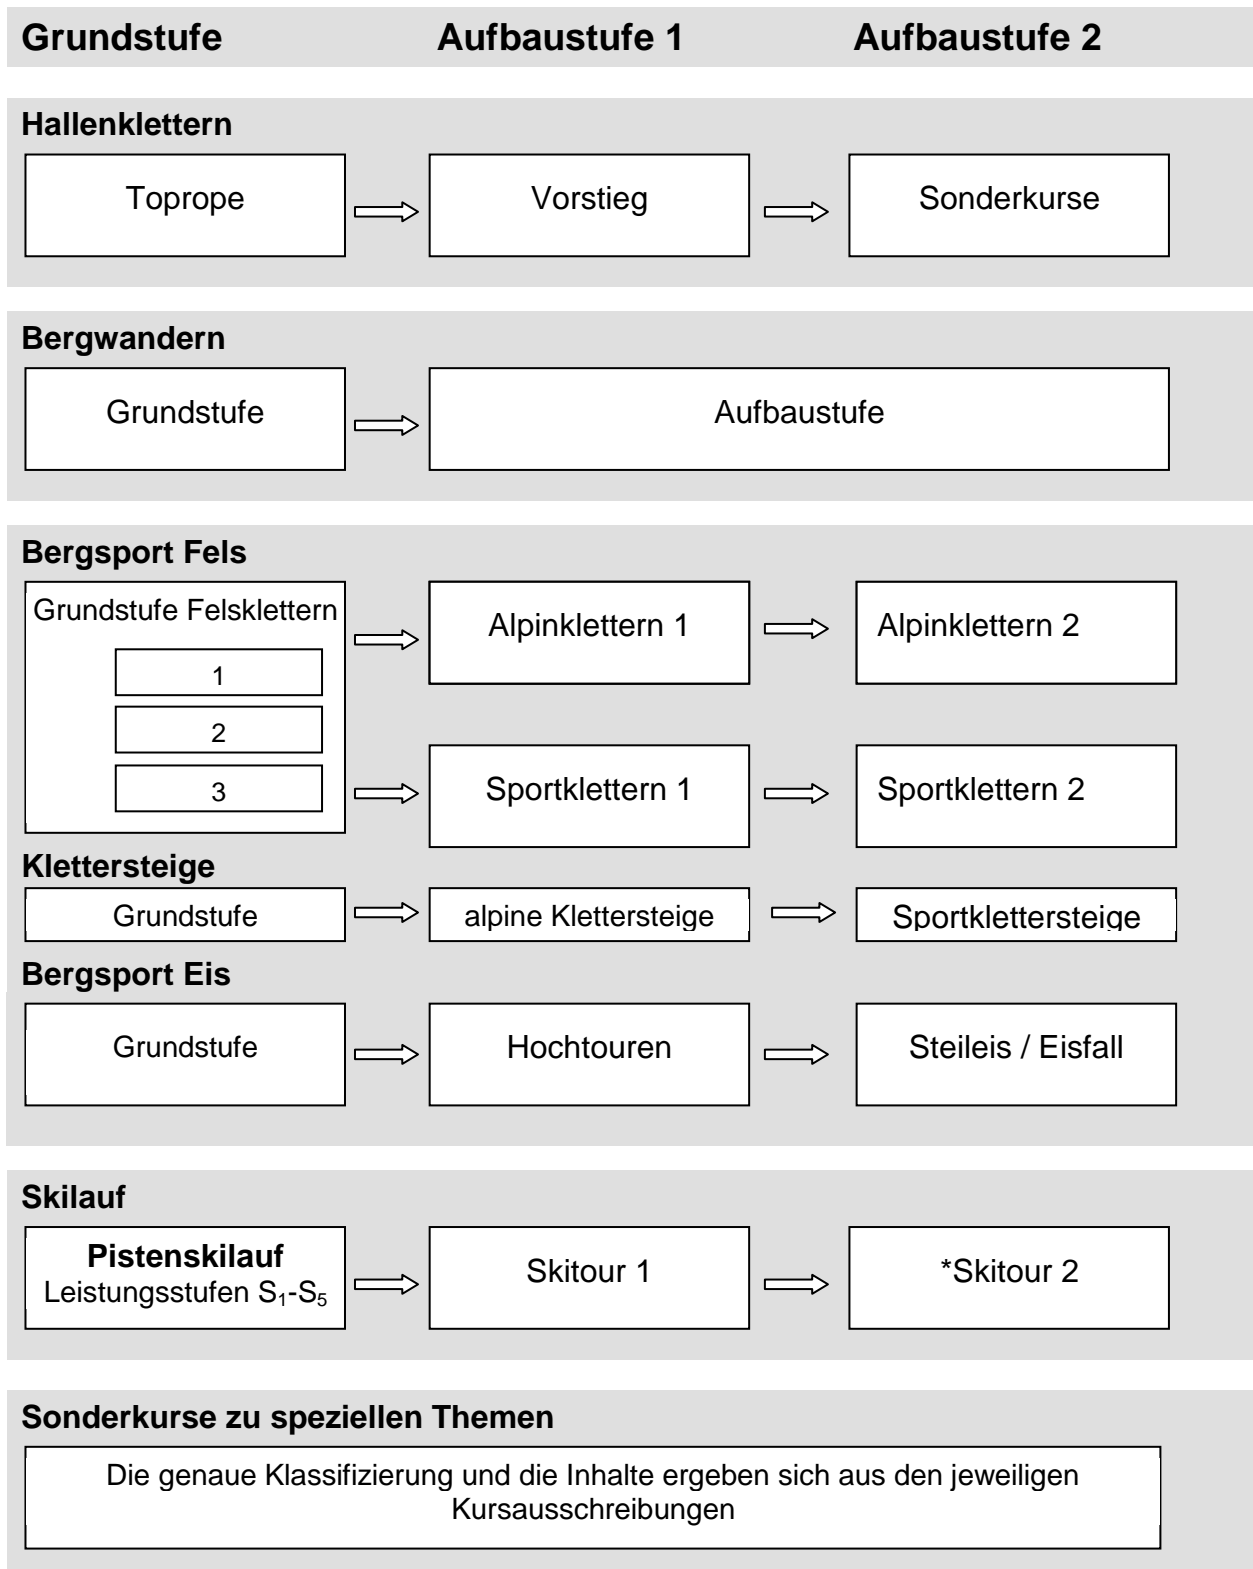 Grundstufe Aufbaustufe 1 Aufbaustufe 2
Hallenklettern
Toprope Vorstieg Sonderkurse
Bergwandern
Grundstufe Aufbaustufe
Bergsport Fels
Grundstufe Felsklettern Alpinklettern 1 Alpinklettern 2
1
2
3 Sportklettern 1 Sportklettern 2
Klettersteige
Grundstufe alpine Klettersteige Sportklettersteige
Bergsport Eis
Grundstufe Hochtouren Steileis / Eisfall
Skilauf
Pistenskilauf
Leistungsstufen S₁-S₅ Skitour 1 *Skitour 2
Sonderkurse zu speziellen Themen
Die genaue Klassifizierung und die Inhalte ergeben sich aus den jeweiligen
Kursausschreibungen